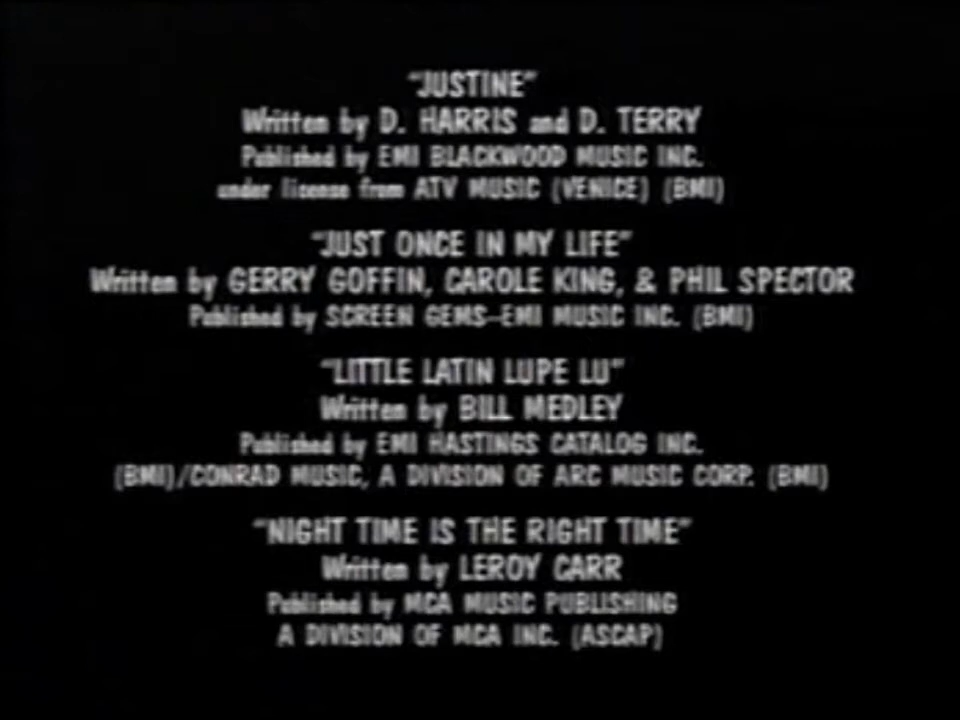 "JUSTINE"
Written by D. HARRIS and D. TERRY
Published by EMI BLACKWOOD MUSIC INC.
under license from ATV MUSIC (VENICE) (BMI)
"JUST ONCE IN MY LIFE"
Written by GERRY GOFFIN, CAROLE KING, & PHIL SPECTOR
Published by SCREEN GEMS–EMI MUSIC INC. (BMI)
"LITTLE LATIN LUPE LU"
Written by BILL MEDLEY
Published by EMI HASTINGS CATALOG INC.
(BMI)/CONRAD MUSIC, A DIVISION OF ARC MUSIC CORP. (BMI)
"NIGHT TIME IS THE RIGHT TIME"
Written by LEROY CARR
Published by MCA MUSIC PUBLISHING
A DIVISION OF MCA INC. (ASCAP)